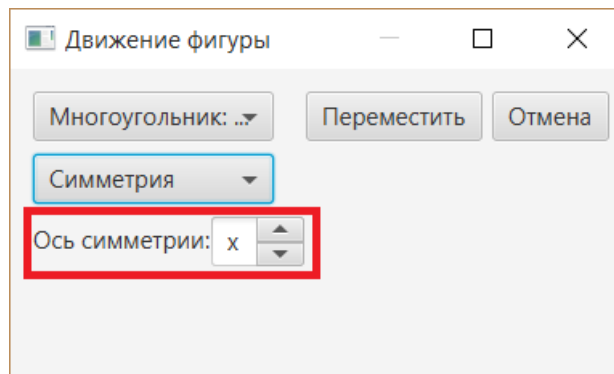 Движение фигуры
Многоугольник: ...
Переместить
Отмена
Симметрия
Ось симметрии: x